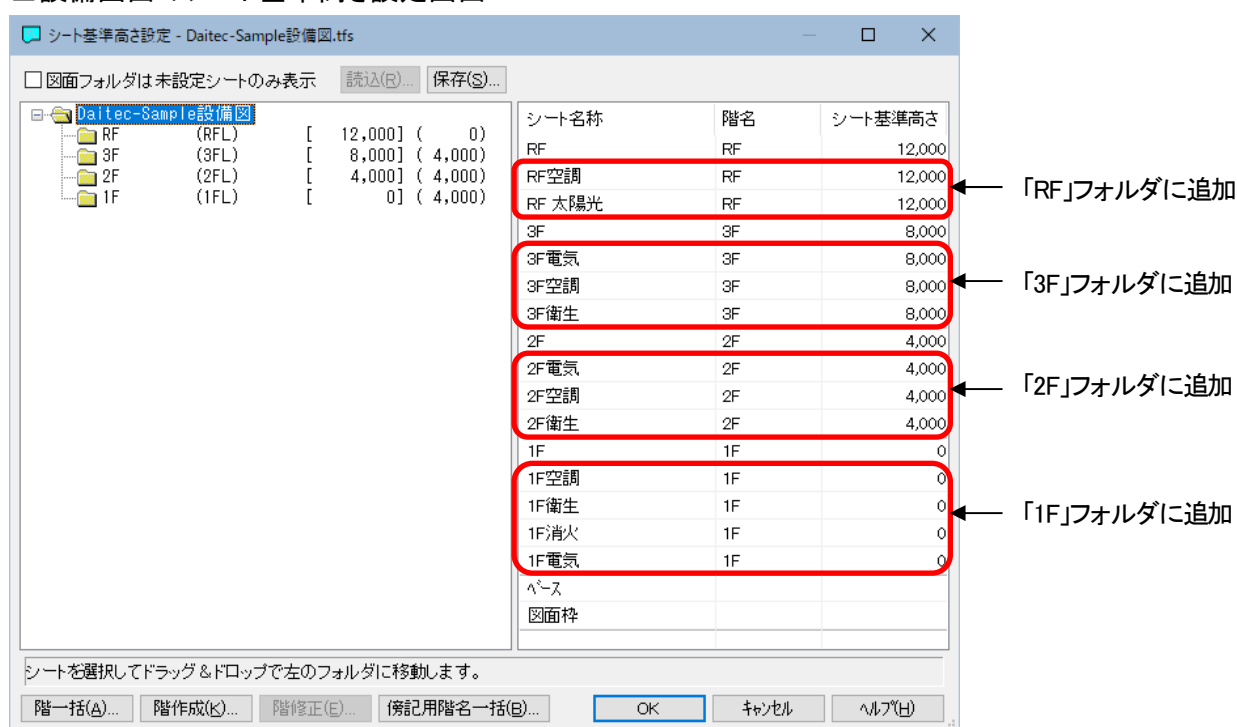 シート基準高さ設定 - Daitec-Sample設備図.tfs
図面フォルダは未設定シートのみ表示 読込(R)... 保存(S)...
Daitec-Sample設備図
RF (RFL) [ 12,000] ( 0)
3F (3FL) [ 8,000] ( 4,000)
2F (2FL) [ 4,000] ( 4,000)
1F (1FL) [ 0] ( 4,000)
シート名称 階名 シート基準高さ
RF RF 12,000
RF空調 RF 12,000
RF 太陽光 RF 12,000
3F 3F 8,000
3F電気 3F 8,000
3F空調 3F 8,000
3F衛生 3F 8,000
2F 2F 4,000
2F電気 2F 4,000
2F空調 2F 4,000
2F衛生 2F 4,000
1F 1F 0
1F空調 1F 0
1F衛生 1F 0
1F消火 1F 0
1F電気 1F 0
ﾍﾞｰｽ
図面枠
「RF」フォルダに追加
「3F」フォルダに追加
「2F」フォルダに追加
「1F」フォルダに追加
シートを選択してドラッグ＆ドロップで左のフォルダに移動します。
階一括(A)... 階作成(K)... 階修正(E)... 傍記用階名一括(B)... OK ｷｬﾝｾﾙ ﾍﾙﾌﾟ(H)